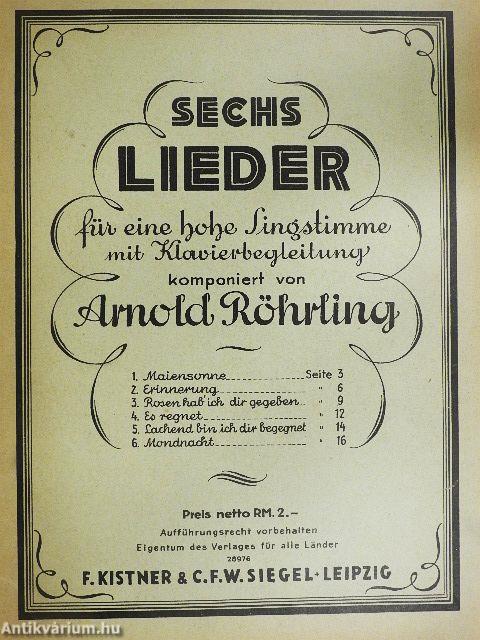 SECHS
LIEDER
für eine hohe Singstimme
mit Klavierbegleitung
komponiert von
Arnold Röhrling
1. Maiensonne Seite 3
2. Erinnerung " 6
3. Rosen hab' ich dir gegeben " 9
4. Es regnet " 12
5. Lachend bin ich dir begegnet " 14
6. Mondnacht " 16
Preis netto RM. 2.–
Aufführungsrecht vorbehalten
Eigentum des Verlages für alle Länder
28976
F. KISTNER & C. F. W. SIEGEL · LEIPZIG
Antikvárium.hu